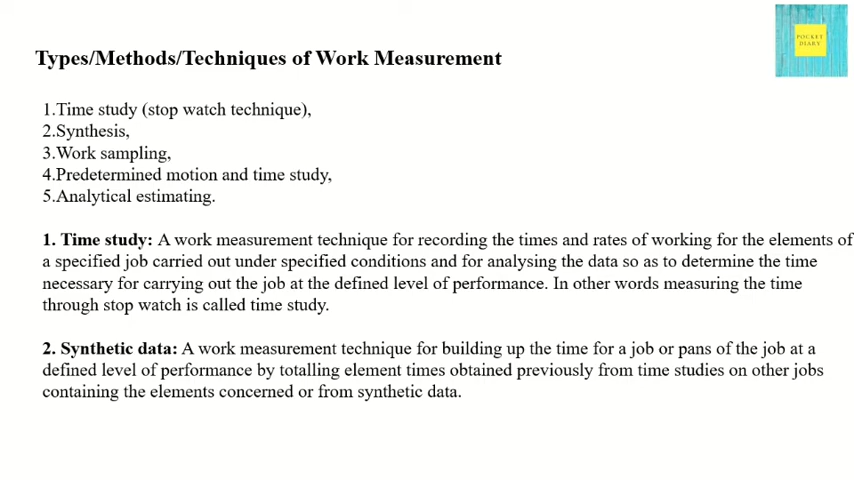 POCKET
DIARY
Types/Methods/Techniques of Work Measurement
1.Time study (stop watch technique),
2.Synthesis,
3.Work sampling,
4.Predetermined motion and time study,
5.Analytical estimating.
1. Time study: A work measurement technique for recording the times and rates of working for the elements of
a specified job carried out under specified conditions and for analysing the data so as to determine the time
necessary for carrying out the job at the defined level of performance. In other words measuring the time
through stop watch is called time study.
2. Synthetic data: A work measurement technique for building up the time for a job or pans of the job at a
defined level of performance by totalling element times obtained previously from time studies on other jobs
containing the elements concerned or from synthetic data.